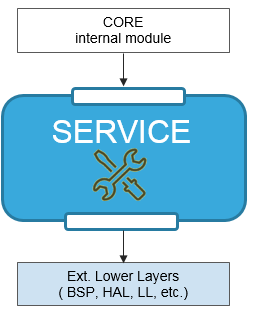 CORE
internal module
SERVICE
Ext. Lower Layers
( BSP, HAL, LL, etc.)